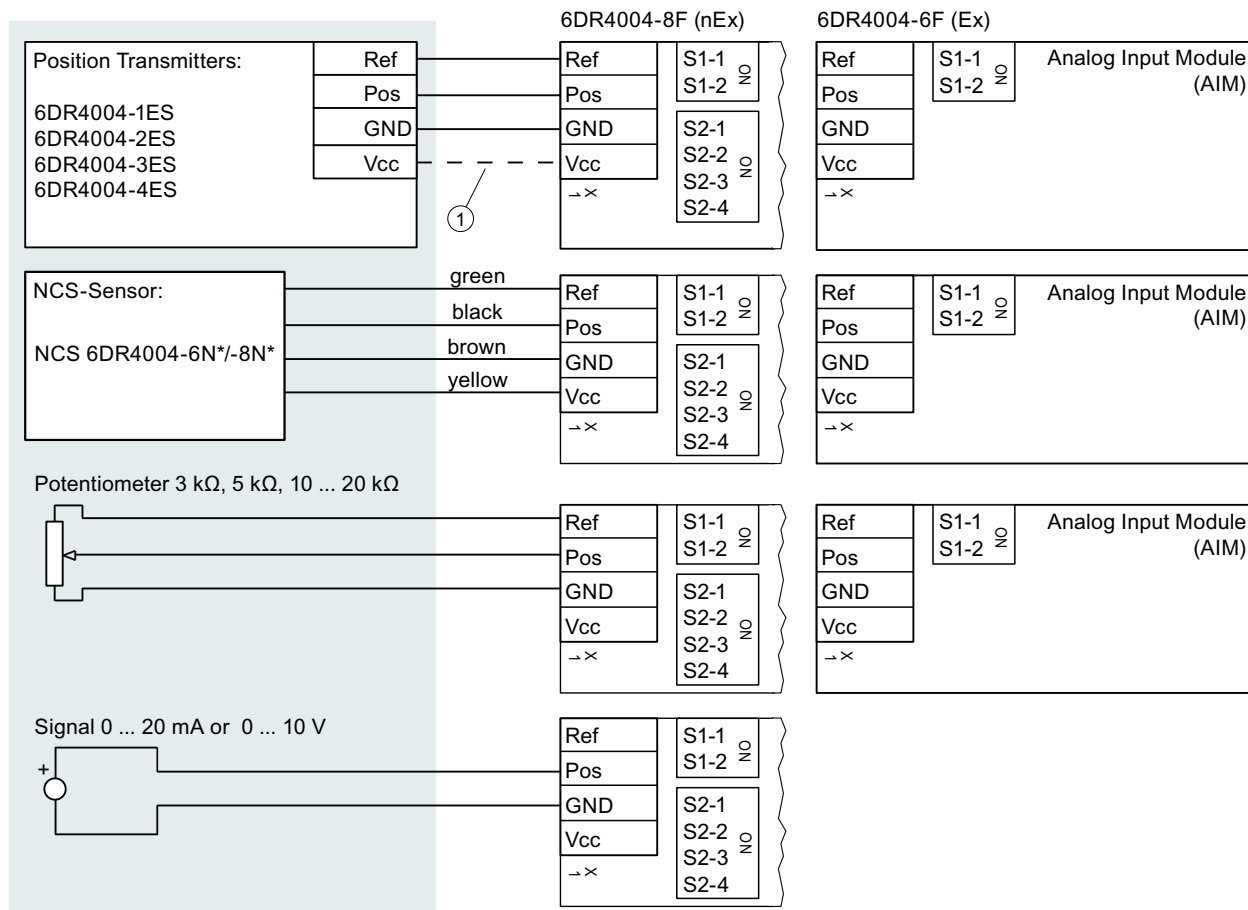 6DR4004-8F (nEx)
6DR4004-6F (Ex)
Position Transmitters:
6DR4004-1ES
6DR4004-2ES
6DR4004-3ES
6DR4004-4ES
Ref
Pos
GND
Vcc
1
Ref
Pos
GND
Vcc
X
1
S1-1
S1-2
ON
S2-1
S2-2
S2-3
S2-4
ON
Ref
Pos
GND
Vcc
X
1
S1-1
S1-2
ON
Analog Input Module
(AIM)
NCS-Sensor:
NCS 6DR4004-6N*/-8N*
green
black
brown
yellow
Ref
Pos
GND
Vcc
X
1
S1-1
S1-2
ON
S2-1
S2-2
S2-3
S2-4
ON
Ref
Pos
GND
Vcc
X
1
S1-1
S1-2
ON
Analog Input Module
(AIM)
Potentiometer 3 kΩ, 5 kΩ, 10 ... 20 kΩ
Ref
Pos
GND
Vcc
X
1
S1-1
S1-2
ON
S2-1
S2-2
S2-3
S2-4
ON
Ref
Pos
GND
Vcc
X
1
S1-1
S1-2
ON
Analog Input Module
(AIM)
Signal 0 ... 20 mA or 0 ... 10 V
+
Ref
Pos
GND
Vcc
X
1
S1-1
S1-2
ON
S2-1
S2-2
S2-3
S2-4
ON